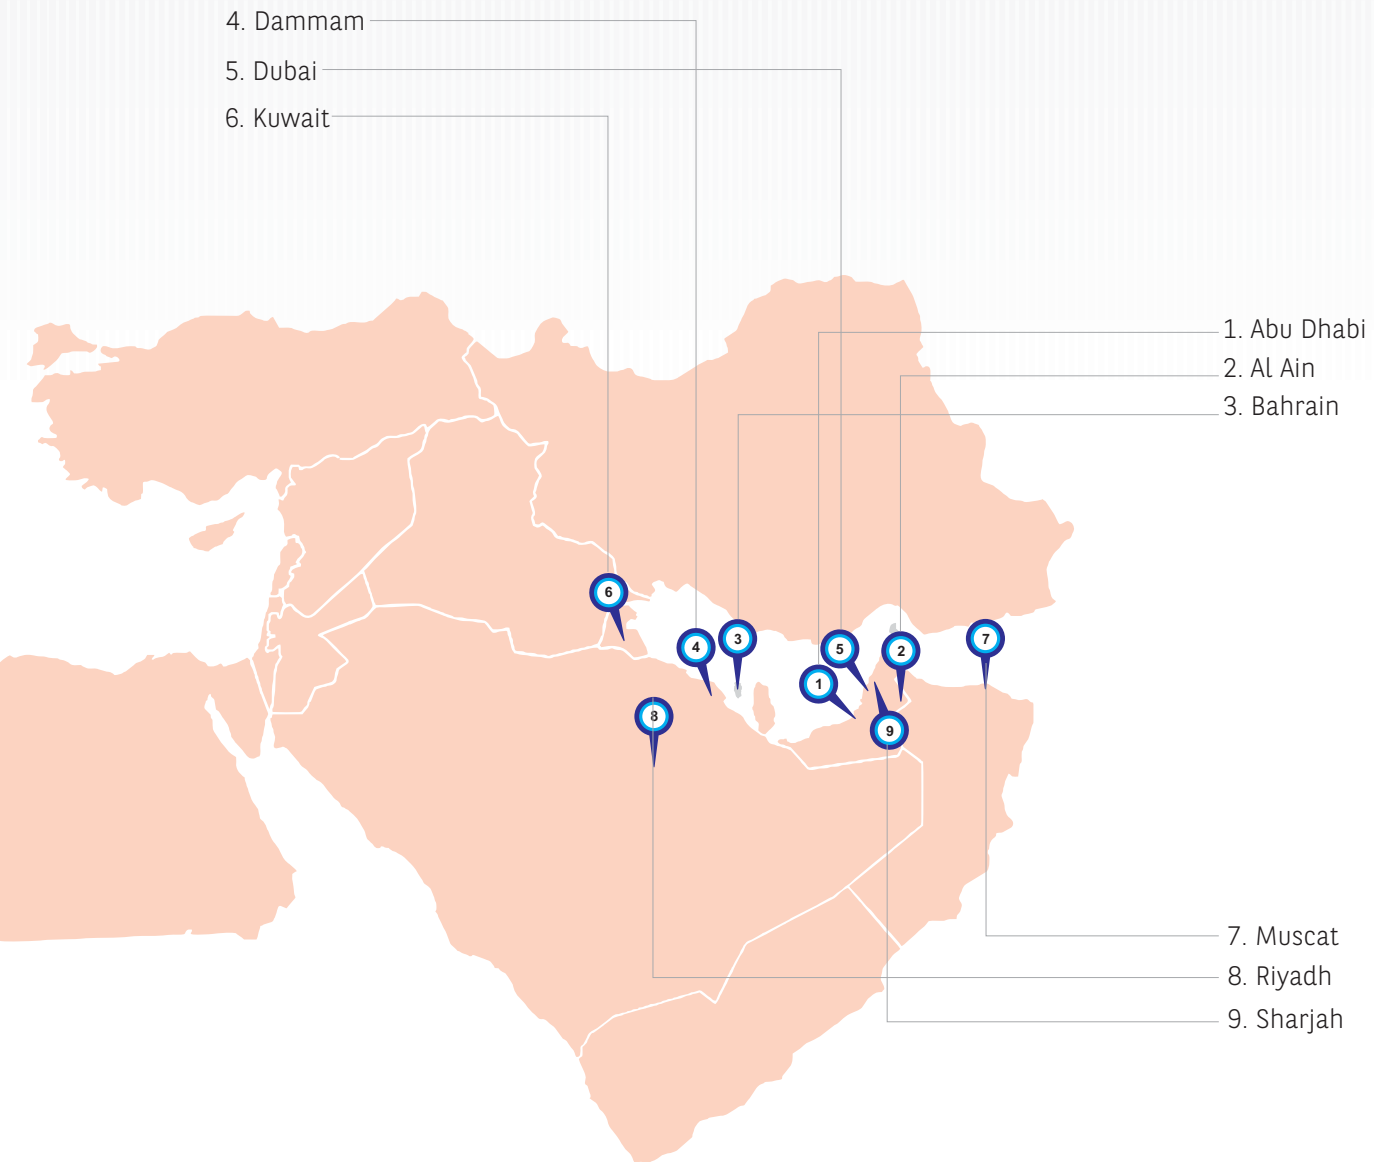 4. Dammam
5. Dubai
6. Kuwait
1. Abu Dhabi
2. Al Ain
3. Bahrain
6
4
3
5
2
7
1
8
9
7. Muscat
8. Riyadh
9. Sharjah